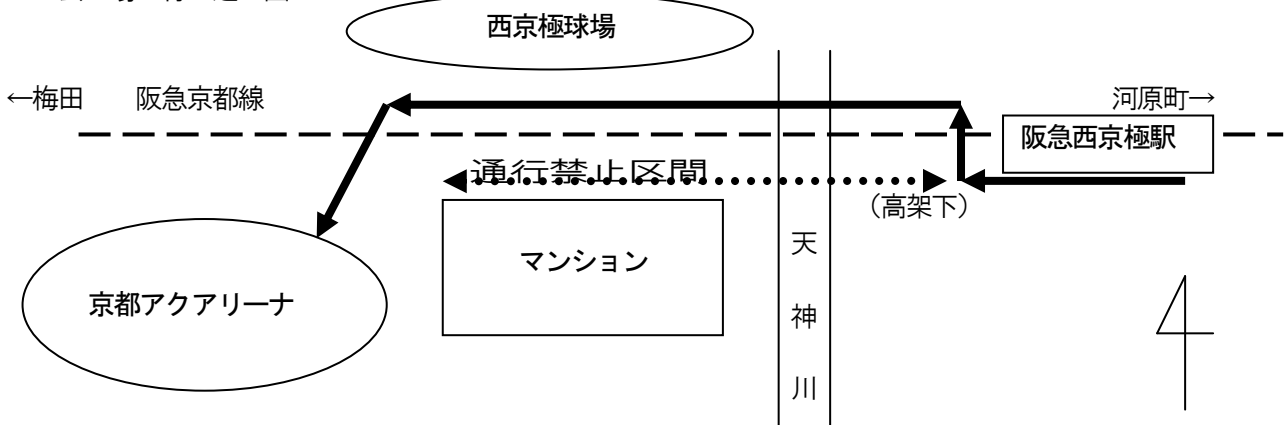 西京極球場
←梅田　阪急京都線
河原町→
阪急西京極駅
通行禁止区間
（高架下）
マンション
天神川
京都アクアリーナ